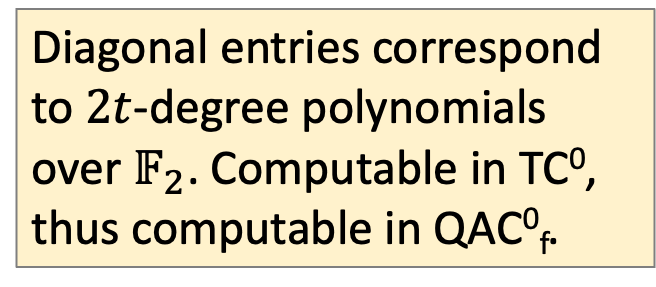 Diagonal entries correspond
to 2𝑡-degree polynomials
over 𝔽₂. Computable in TC⁰,
thus computable in QAC⁰f.